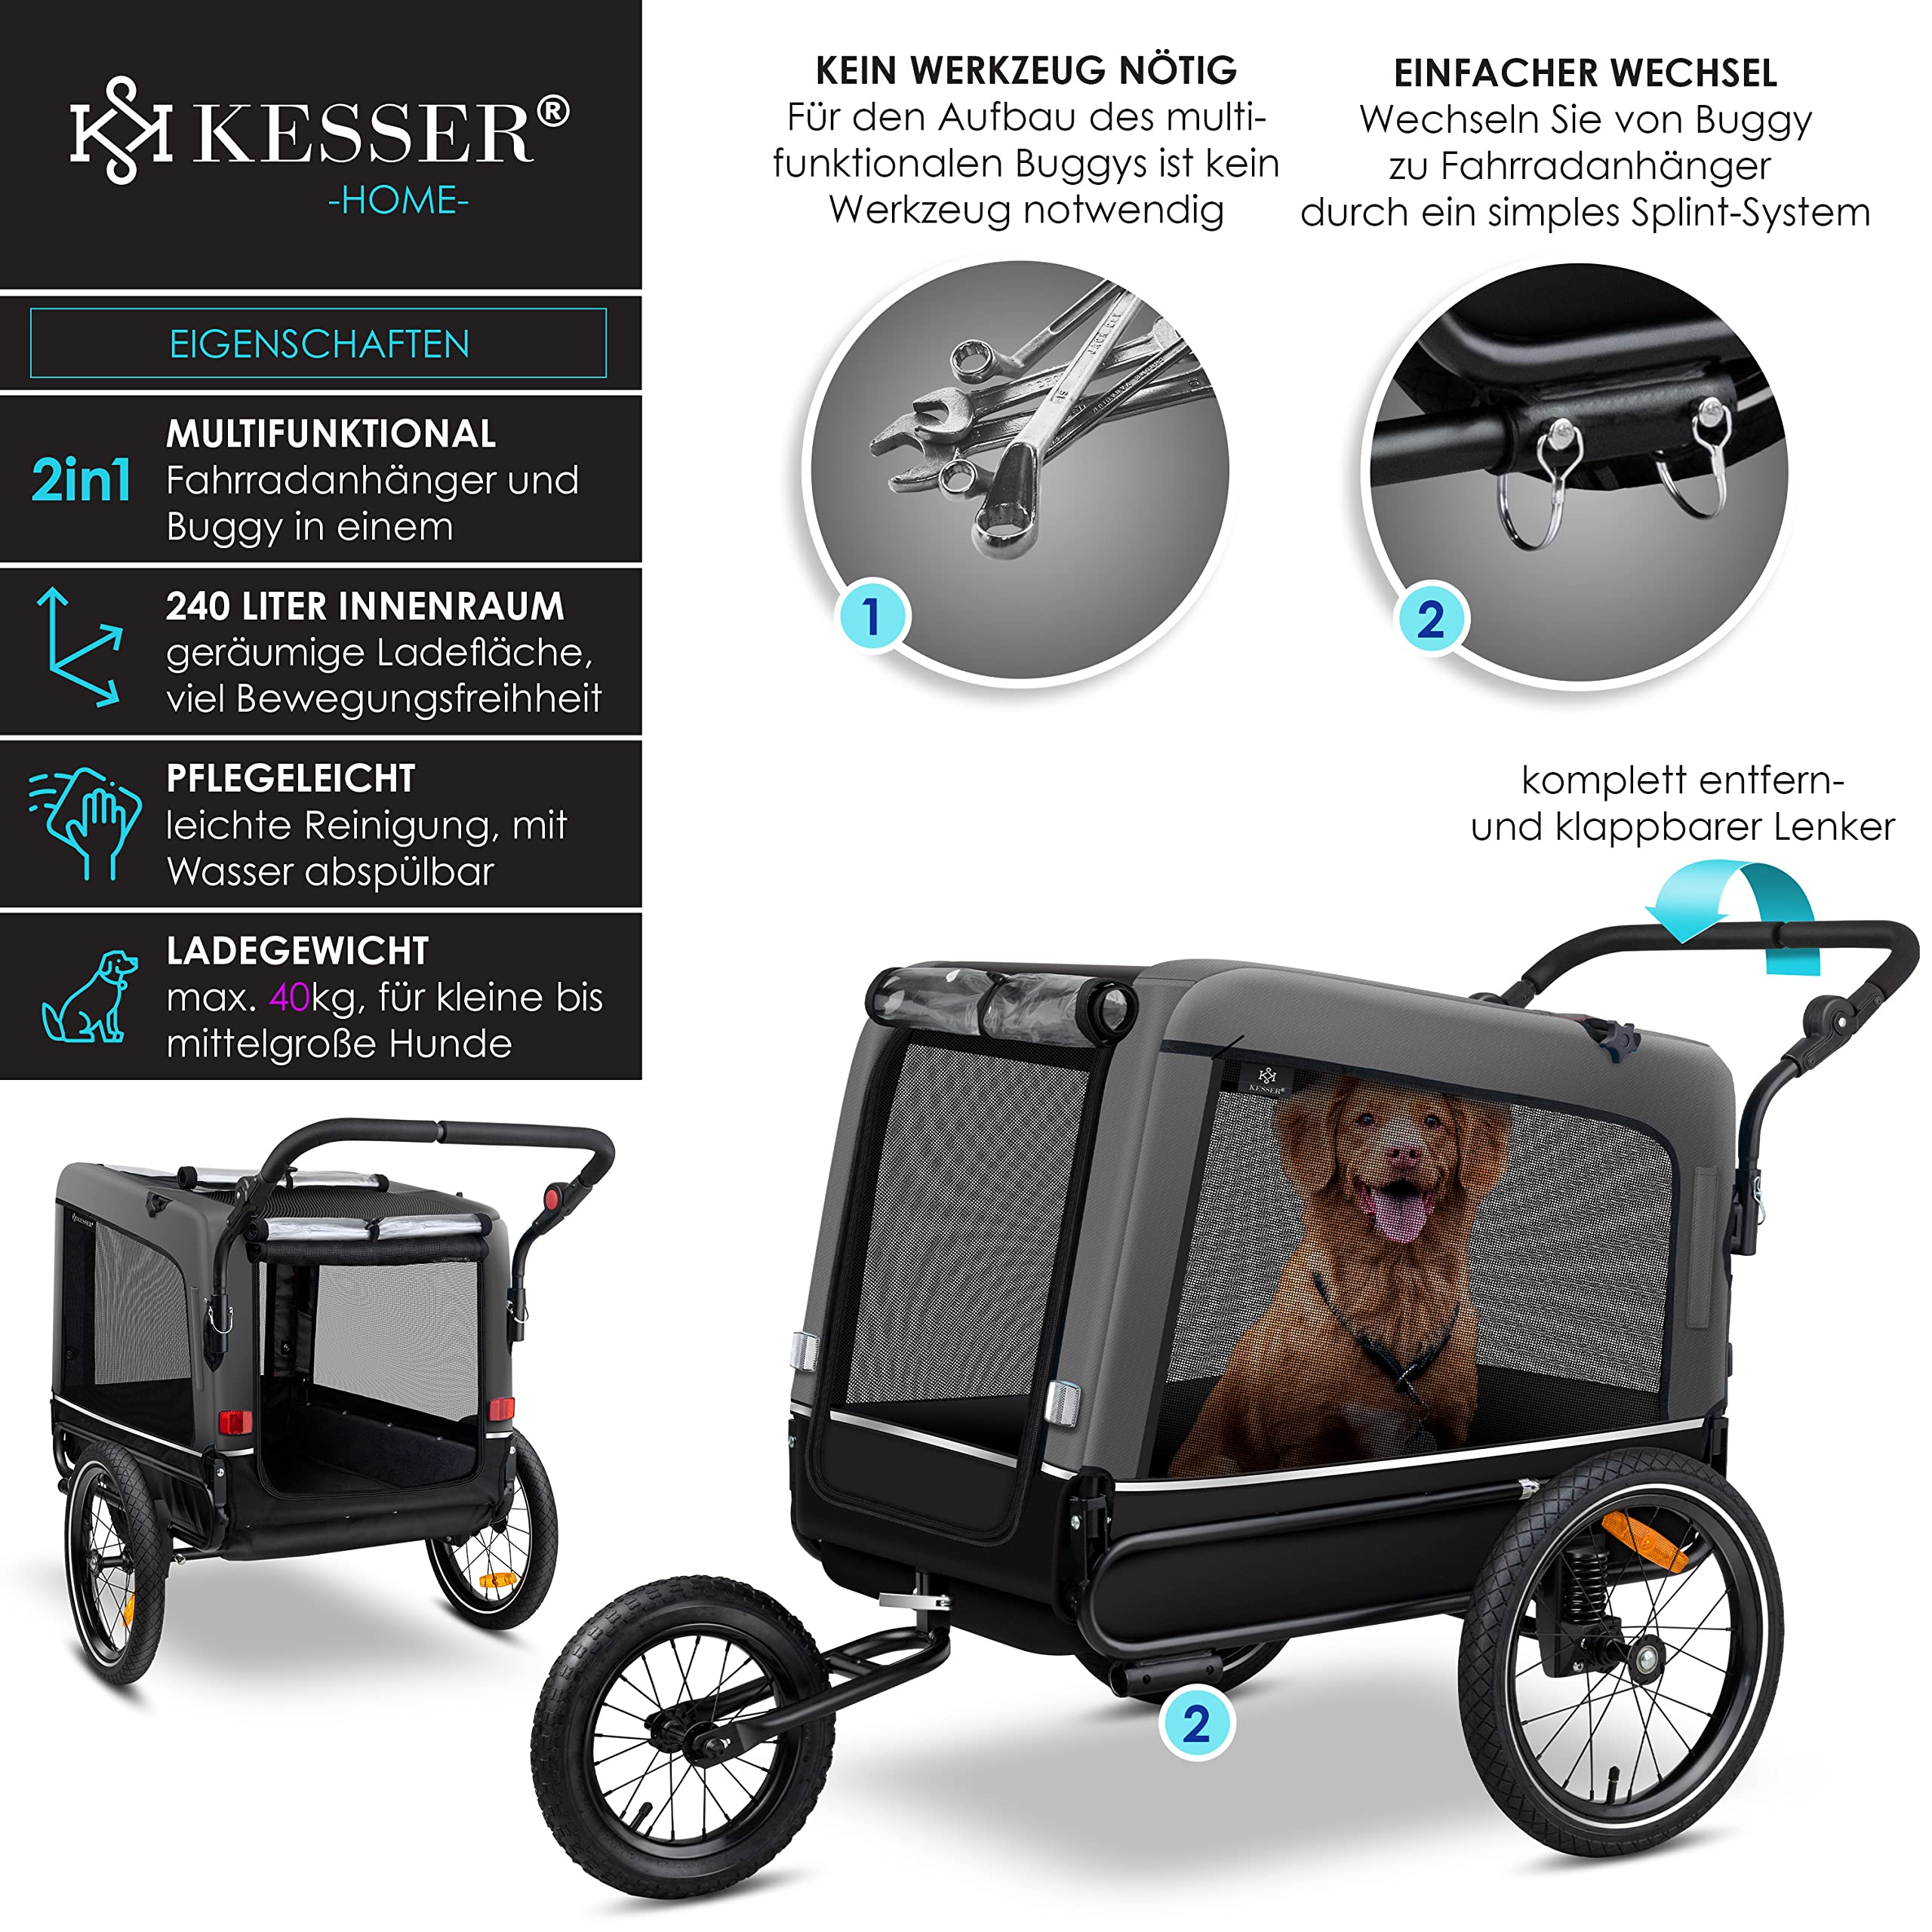 KESSER®
-HOME-
EIGENSCHAFTEN
2in1
MULTIFUNKTIONAL
Fahrradanhänger und
Buggy in einem
240 LITER INNENRAUM
geräumige Ladefläche,
viel Bewegungsfreihheit
PFLEGELEICHT
leichte Reinigung, mit
Wasser abspülbar
LADEGEWICHT
max. 40kg, für kleine bis
mittelgroße Hunde
KEIN WERKZEUG NÖTIG
Für den Aufbau des multi-
funktionalen Buggys ist kein
Werkzeug notwendig
1
EINFACHER WECHSEL
Wechseln Sie von Buggy
zu Fahrradanhänger
durch ein simples Splint-System
2
komplett entfern-
und klappbarer Lenker
KESSER®
KESSER®
2